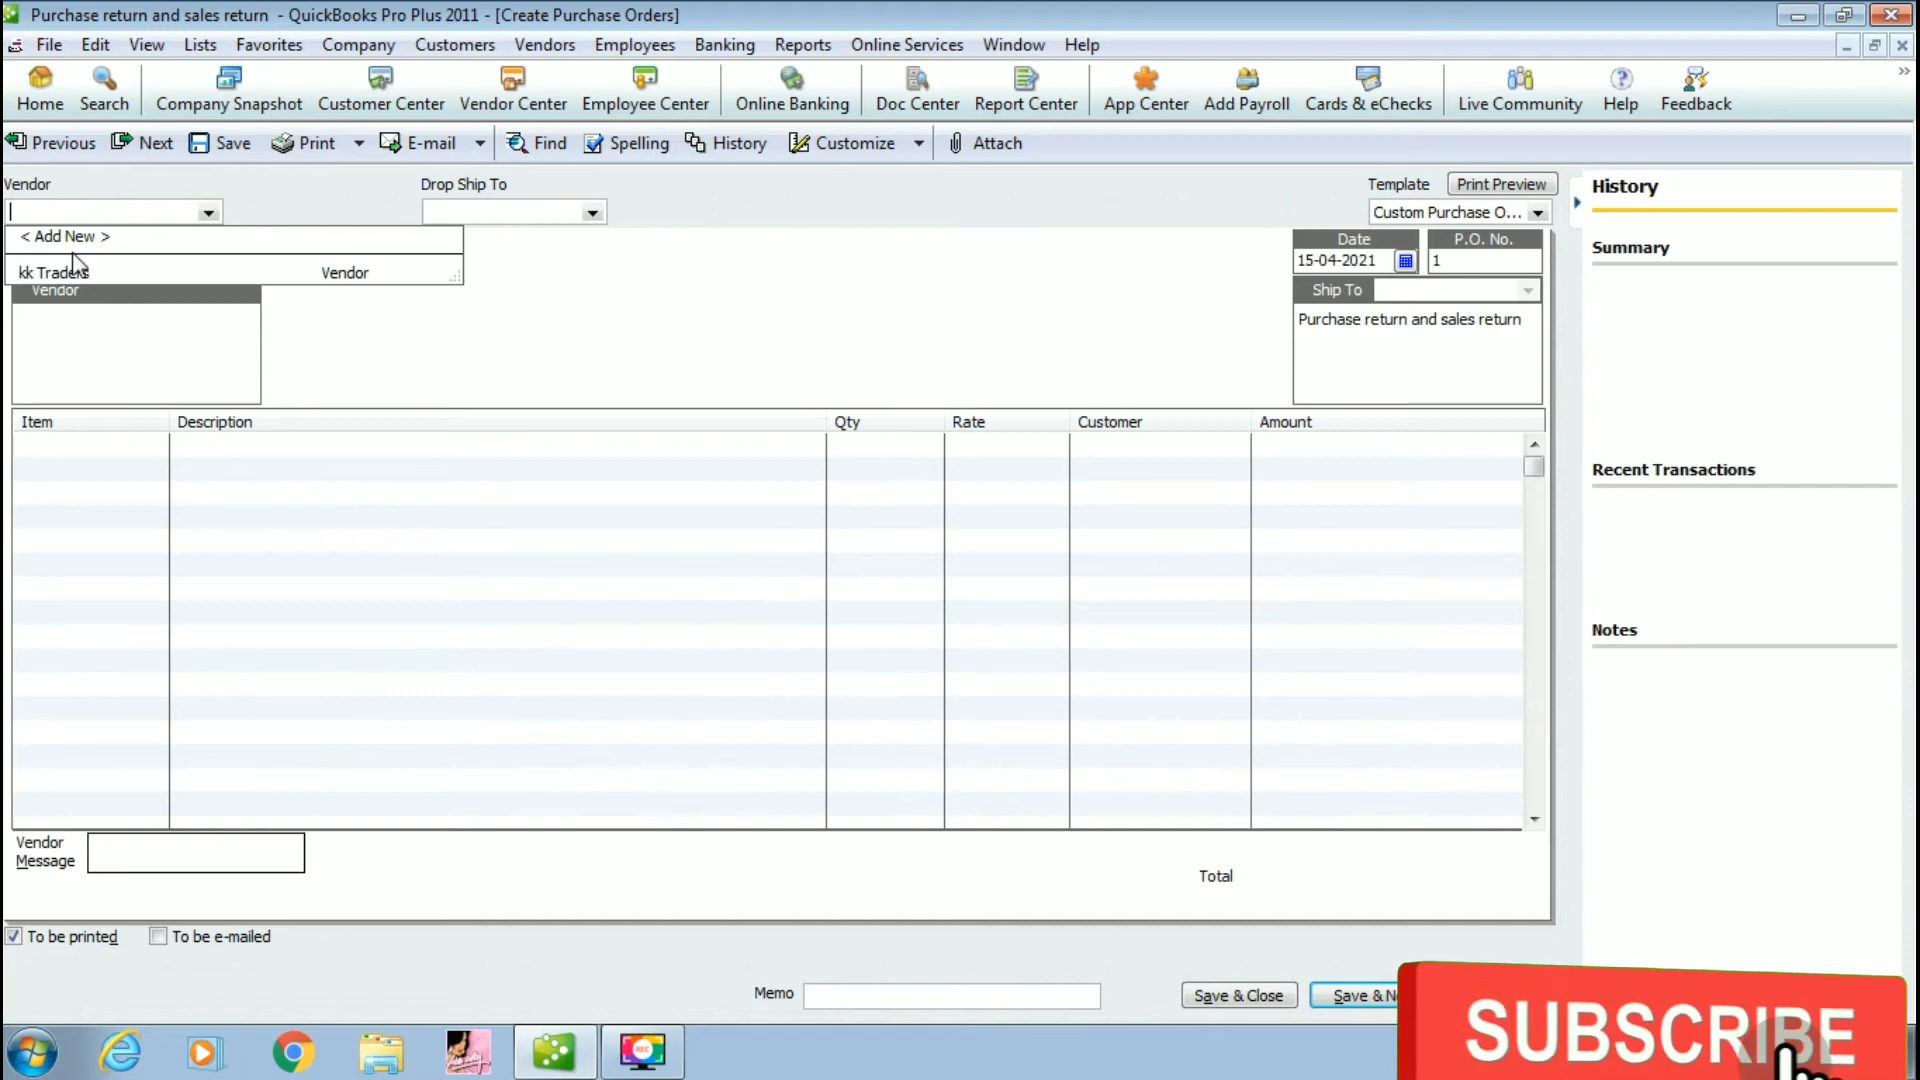 Purchase return and sales return - QuickBooks Pro Plus 2011 - [Create Purchase Orders]
File Edit View Lists Favorites Company Customers Vendors Employees Banking Reports Online Services Window Help
Home Search Company Snapshot Customer Center Vendor Center Employee Center Online Banking Doc Center Report Center App Center Add Payroll Cards & eChecks Live Community Help Feedback
Previous Next Save Print E-mail Find Spelling History Customize Attach
Vendor Drop Ship To Template Print Preview
Custom Purchase O...
< Add New >
kk Traders Vendor
Vendor
Date P.O. No.
15-04-2021 1
Ship To
Purchase return and sales return
Item Description Qty Rate Customer Amount
Vendor
Message
Total
To be printed To be e-mailed
Memo Save & Close Save & Ne
History
Summary
Recent Transactions
Notes
REC
SUBSCRIBE